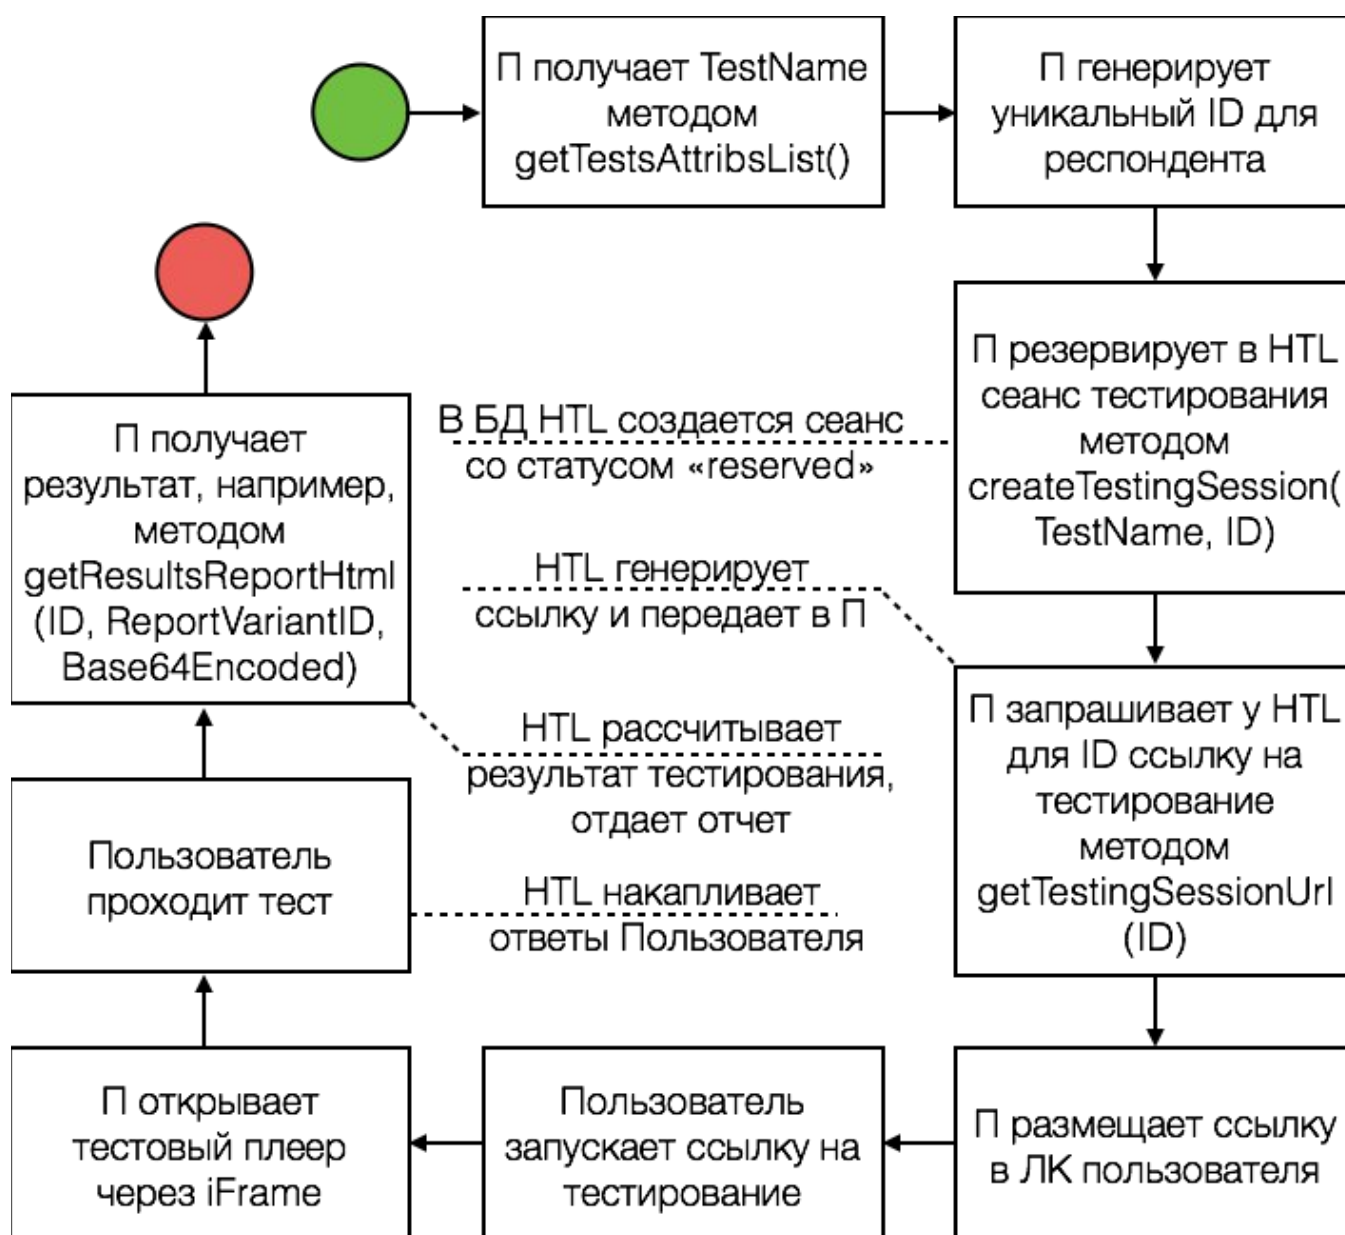 П получает TestName
методом
getTestsAttribsList()
П генерирует
уникальный ID для
респондента
П резервирует в HTL
сеанс тестирования
методом
createTestingSession(
TestName, ID)
В БД HTL создается сеанс
со статусом «reserved»
П запрашивает у HTL
для ID ссылку на
тестирование
методом
getTestingSessionUrl
(ID)
HTL генерирует
ссылку и передает в П
П размещает ссылку
в ЛК пользователя
Пользователь
запускает ссылку на
тестирование
П открывает
тестовый плеер
через iFrame
Пользователь
проходит тест
HTL накапливает
ответы Пользователя
П получает
результат, например,
методом
getResultsReportHtml
(ID, ReportVariantID,
Base64Encoded)
HTL рассчитывает
результат тестирования,
отдает отчет